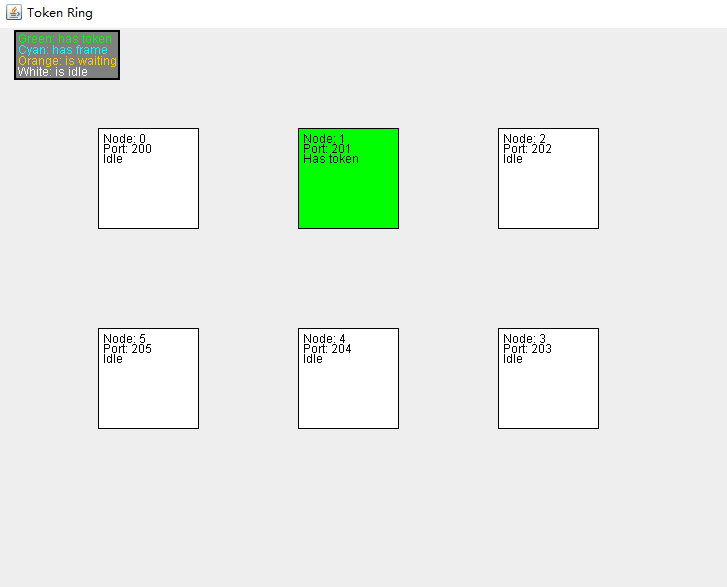 Token Ring
Green: has token
Cyan: has frame
Orange: is waiting
White: is idle
Node: 0
Port: 200
Idle
Node: 1
Port: 201
Has token
Node: 2
Port: 202
Idle
Node: 5
Port: 205
Idle
Node: 4
Port: 204
Idle
Node: 3
Port: 203
Idle